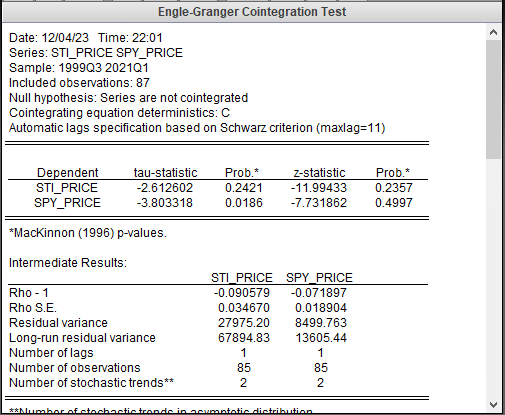 Engle-Granger Cointegration Test
Date: 12/04/23 Time: 22:01
Series: STI_PRICE SPY_PRICE
Sample: 1999Q3 2021Q1
Included observations: 87
Null hypothesis: Series are not cointegrated
Cointegrating equation deterministics: C
Automatic lags specification based on Schwarz criterion (maxlag=11)
Dependent tau-statistic Prob.* z-statistic Prob.*
STI_PRICE -2.612602 0.2421 -11.99433 0.2357
SPY_PRICE -3.803318 0.0186 -7.731862 0.4997
*MacKinnon (1996) p-values.
Intermediate Results:
STI_PRICE SPY_PRICE
Rho - 1 -0.090579 -0.071897
Rho S.E. 0.034670 0.018904
Residual variance 27975.20 8499.763
Long-run residual variance 67894.83 13605.44
Number of lags 1 1
Number of observations 85 85
Number of stochastic trends** 2 2
**Number of stochastic trends in asymptotic distribution